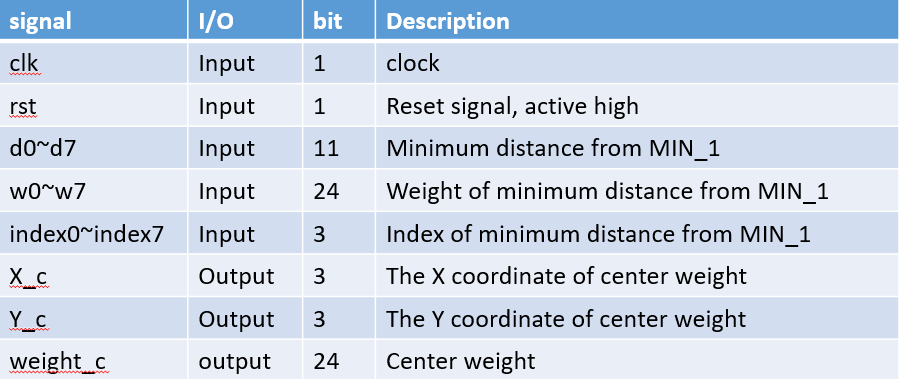 signal I/O bit Description
clk Input 1 clock
rst Input 1 Reset signal, active high
d0~d7 Input 11 Minimum distance from MIN_1
w0~w7 Input 24 Weight of minimum distance from MIN_1
index0~index7 Input 3 Index of minimum distance from MIN_1
X_c Output 3 The X coordinate of center weight
Y_c Output 3 The Y coordinate of center weight
weight_c output 24 Center weight